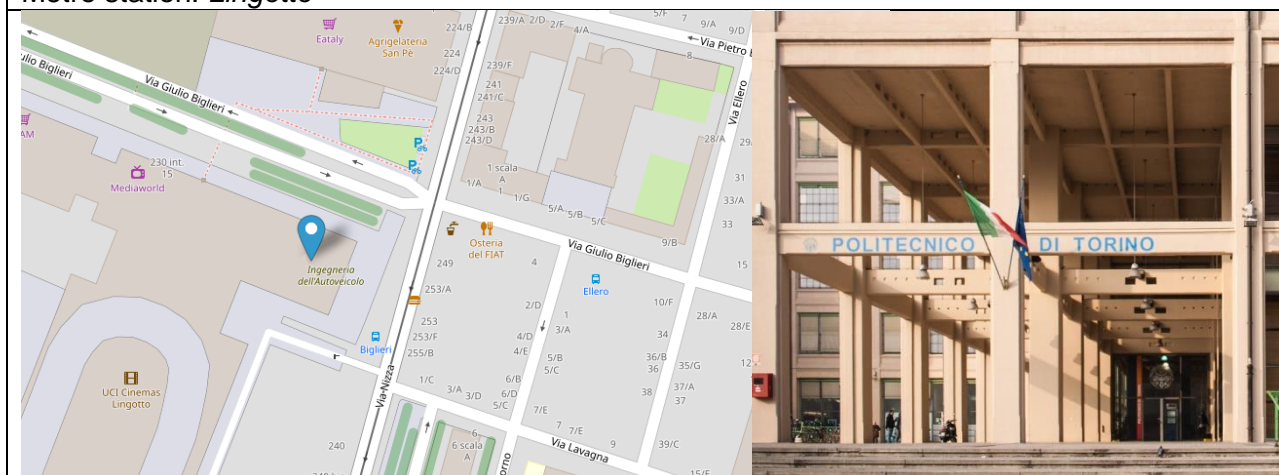 Metro station: Lingotto
239/A
2/D
2/F
4/A
5/F
7
9/A
9/D
Via Pietro
8
224/B
Eataly
Agrigelateria
San Pè
224
224/D
239/F
241
241/C
243
243/B
243/D
Via Ellero
28/A
Via Giulio Biglieri
Biglieri
230 int.
15
Mediaworld
1 scala
A
1
1/A
1/G
5/A
5/B
5/C
31
33/A
33
Osteria
del FIAT
Via Giulio Biglieri
9/B
15
Ingegneria
dell'Autoveicolo
249
4
Ellero
253/A
2/D
10/F
1
3/A
28/A
28/E
253
253/F
255/B
Biglieri
4/D
4/E
34
5/B
5/C
36/B
36
35/G
UCI Cinemas
Lingotto
Via Nizza
1/C
3/A
3/D
6/B
6/D
5/C
38
37/A
37
7/E
7
7/E
9
Via Lavagna
39/C
240
6
6 scala
A
POLITECNICO DI TORINO